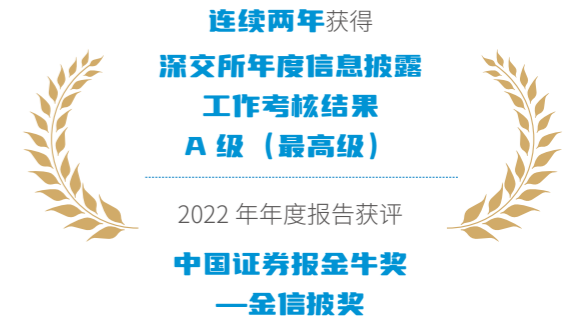 连续两年获得
深交所年度信息披露
工作考核结果
A 级（最高级）
2022 年年度报告获评
中国证券报金牛奖
—金信披奖